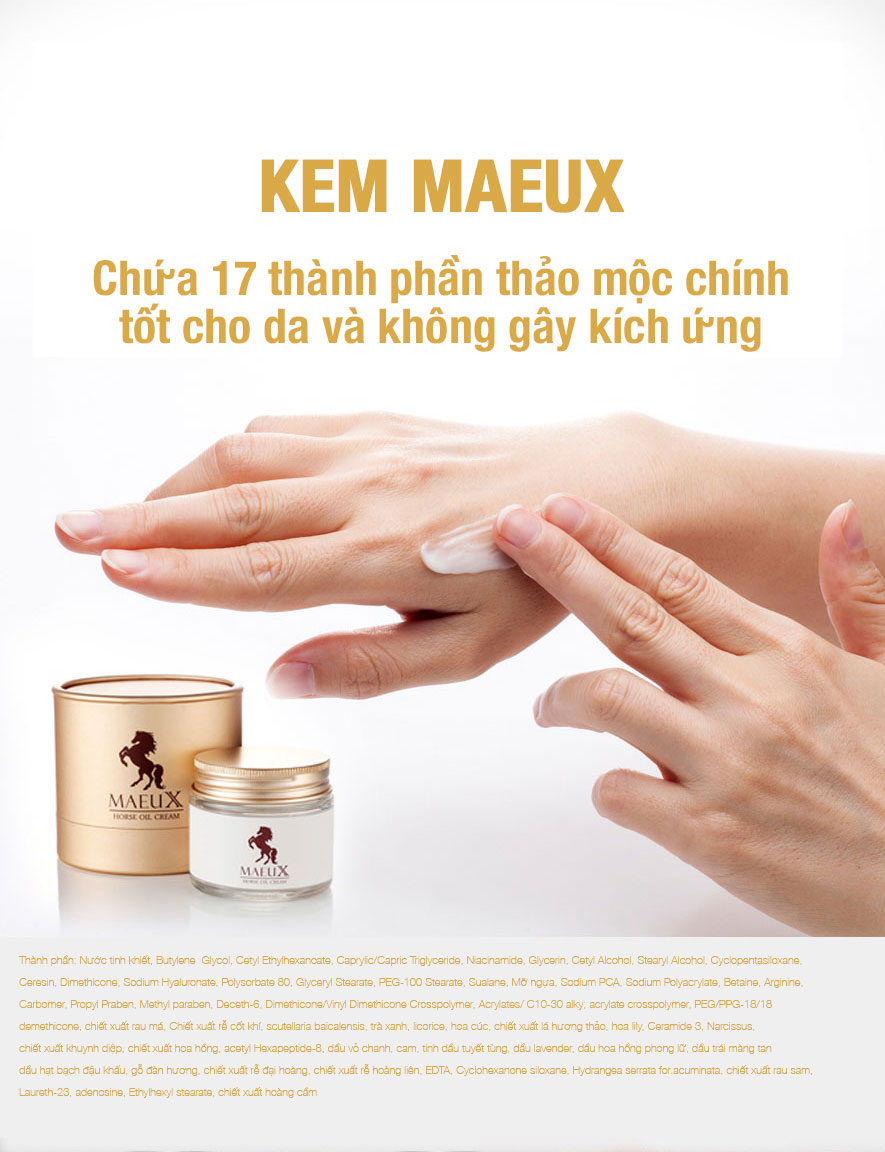 KEM MAEUX
Chứa 17 thành phần thảo mộc chính
tốt cho da và không gây kích ứng
MAEUX
HORSE OIL CREAM
MAEUX
HORSE OIL CREAM
Thành phần: Nước tinh khiết, Butylene Glycol, Cetyl Ethylhexanoate, Caprylic/Capric Triglyceride, Niacinamide, Glycerin, Cetyl Alcohol, Stearyl Alcohol, Cyclopentasiloxane,
Ceresin, Dimethicone, Sodium Hyaluronate, Polysorbate 80, Glyceryl Stearate, PEG-100 Stearate, Sualane, Mỡ ngựa, Sodium PCA, Sodium Polyacrylate, Betaine, Arginine,
Carbomer, Propyl Praben, Methyl paraben, Deceth-6, Dimethicone/Vinyl Dimethicone Crosspolymer, Acrylates/ C10-30 alky; acrylate crosspolymer, PEG/PPG-18/18
demethicone, chiết xuất rau má, Chiết xuất rễ cốt khí, scutellaria baicalensis, trà xanh, licorice, hoa cúc, chiết xuất lá hương thảo, hoa lily, Ceramide 3, Narcissus,
chiết xuất khuynh diệp, chiết xuất hoa hồng, acetyl Hexapeptide-8, dầu vỏ chanh, cam, tinh dầu tuyết tùng, dầu lavender, dầu hoa hồng phong lữ, dầu trái màng tan
dầu hạt bạch đậu khấu, gỗ đàn hương, chiết xuất rễ đại hoàng, chiết xuất rễ hoàng liên, EDTA, Cyclohexanone siloxane, Hydrangea serrata for.acuminata, chiết xuất rau sam,
Laureth-23, adenosine, Ethylhexyl stearate, chiết xuất hoàng cầm